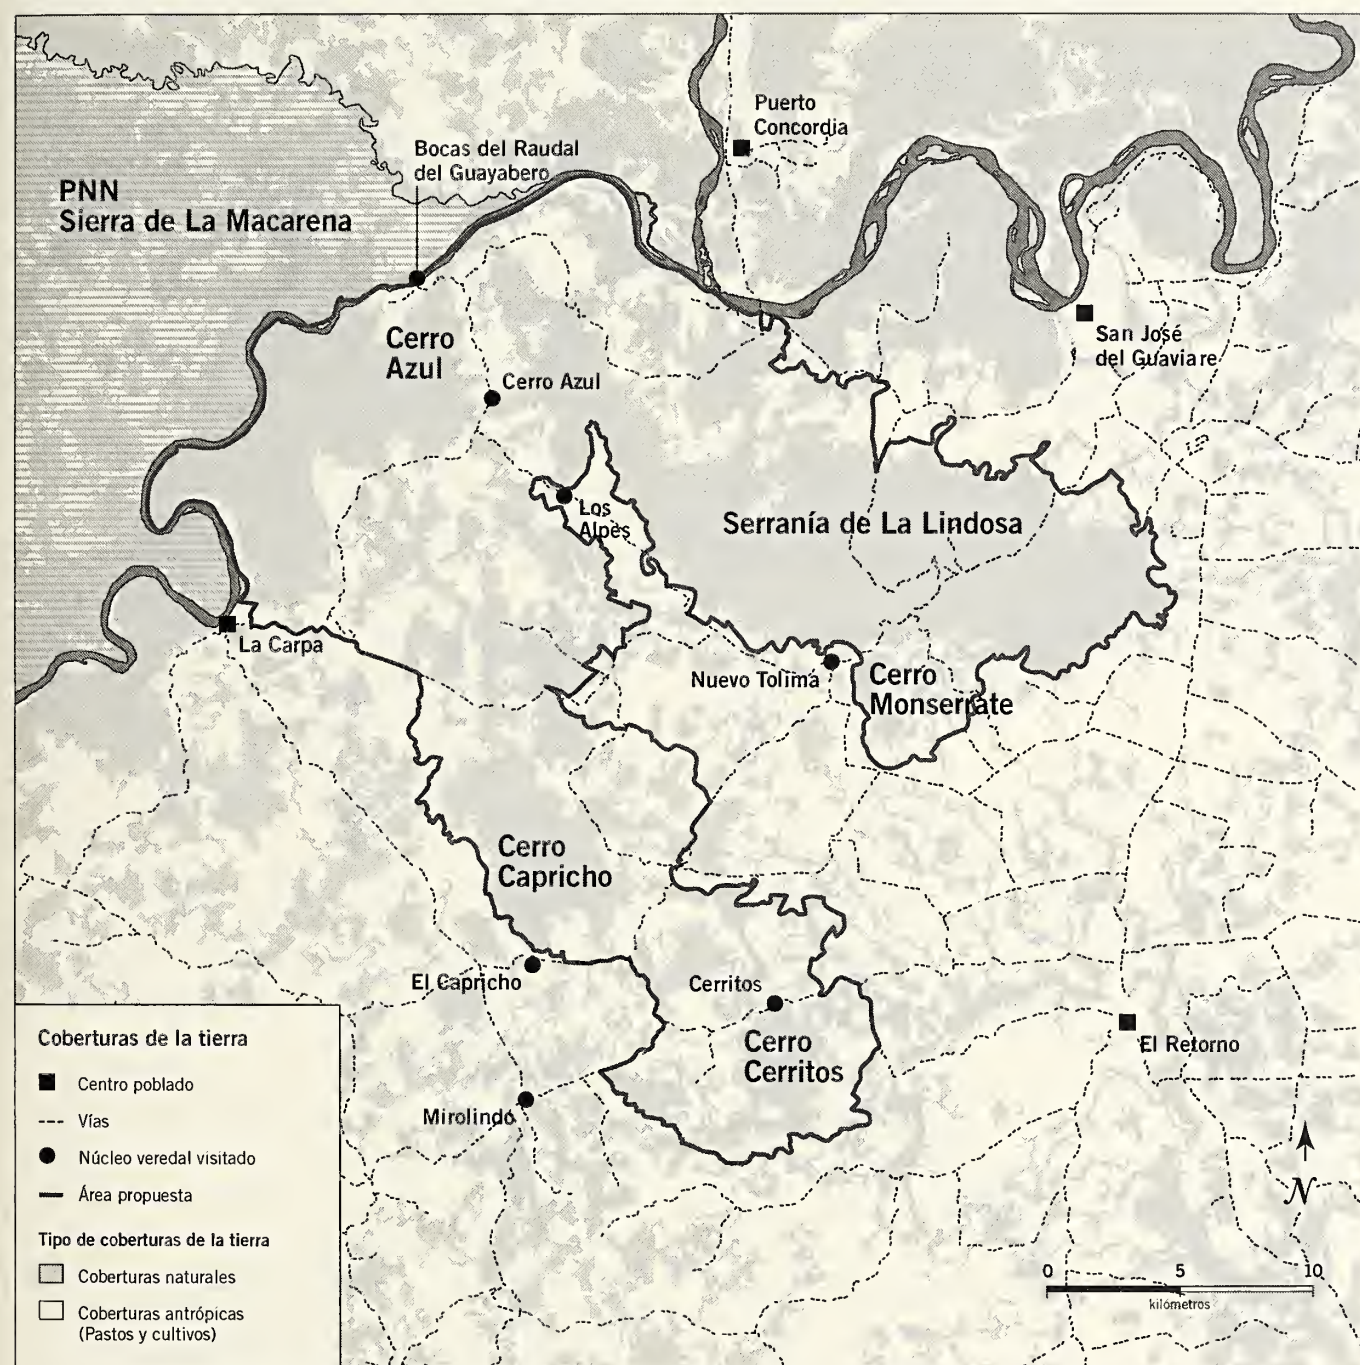 Puerto
Concordia
Bocas del Raudal
del Guayabero
PNN
Sierra de La Macarena
Cerro
Azul
San José
del Guaviare
Cerro Azul
Los
Alpes
Serranía de La Lindosa
La Carpa
Nuevo Tolima
Cerro
Monserrate
Cerro
Capricho
El Capricho
Cerritos
Cerro
Cerritos
El Retorno
Mirolindo
Coberturas de la tierra
Centro poblado
Vías
Núcleo veredal visitado
Área propuesta
Tipo de coberturas de la tierra
Coberturas naturales
Coberturas antrópicas
(Pastos y cultivos)
N
0 5 10
kilómetros